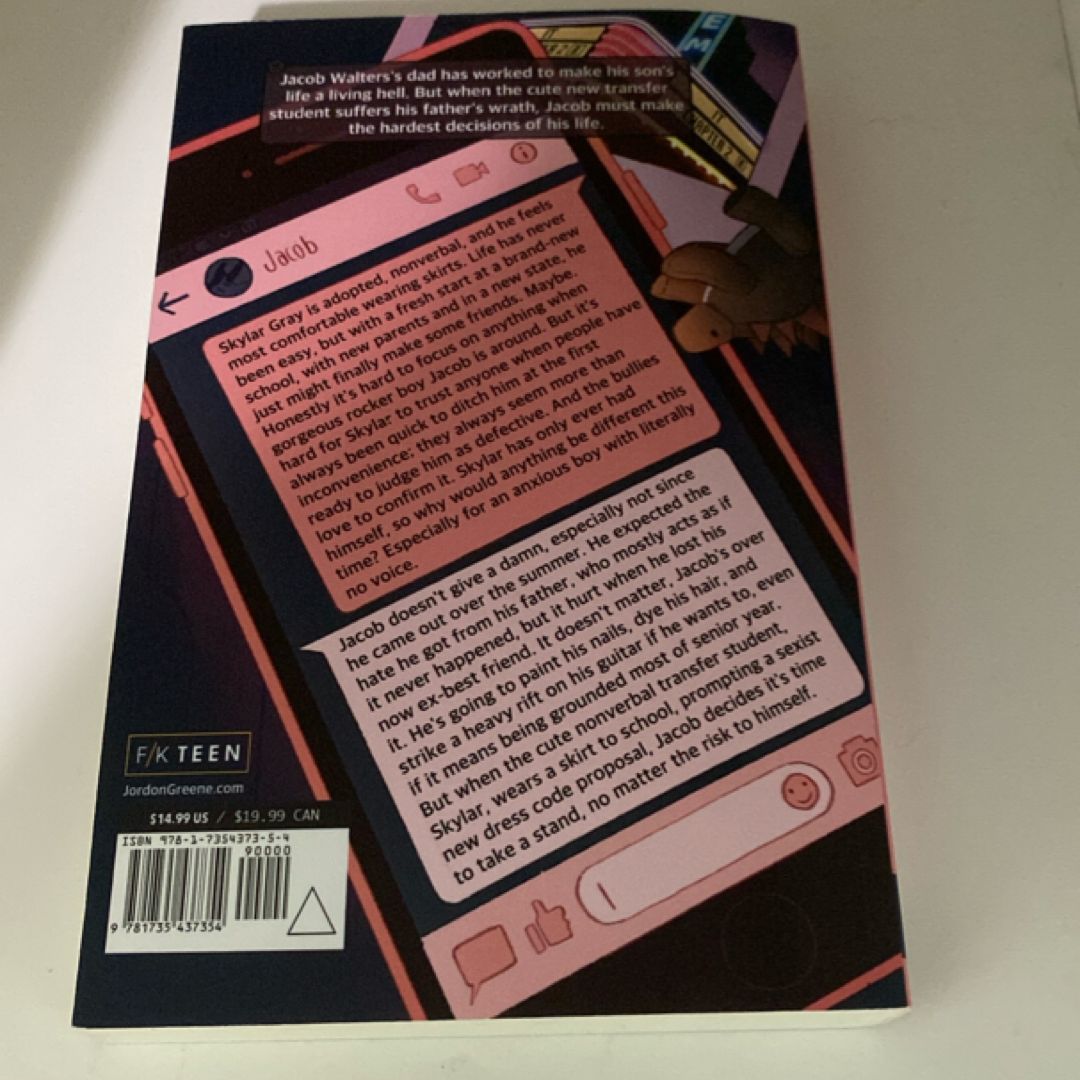 Jacob Walters's dad has worked to make his son's
life a living hell. But when the cute new transfer
student suffers his father's wrath, Jacob must make
the hardest decisions of his life.
EM
IT
IT
CHAPTER 2
Jacob
Skylar Gray is adopted, nonverbal, and he feels
most comfortable wearing skirts. Life has never
been easy, but with a fresh start at a brand-new
school, with new parents and in a new state, he
just might finally make some friends. Maybe.
Honestly it's hard to focus on anything when
gorgeous rocker boy Jacob is around. But it's
hard for Skylar to trust anyone when people have
always been quick to ditch him at the first
inconvenience: they always seem more than
ready to judge him as defective. And the bullies
love to confirm it. Skylar has only ever had
himself, so why would anything be different this
time? Especially for an anxious boy with literally
no voice.
Jacob doesn't give a damn, especially not since
he came out over the summer. He expected the
hate he got from his father, who mostly acts as if
it never happened, but it hurt when he lost his
now ex-best friend. It doesn't matter, Jacob's over
it. He's going to paint his nails, dye his hair, and
strike a heavy rift on his guitar if he wants to, even
if it means being grounded most of senior year.
But when the cute nonverbal transfer student,
Skylar, wears a skirt to school, prompting a sexist
new dress code proposal, Jacob decides it's time
to take a stand, no matter the risk to himself.
F/K TEEN
JordonGreene.com
$14.99 US / $19.99 CAN
ISBN 978-1-7354373-5-4
90000
9 781735 437354